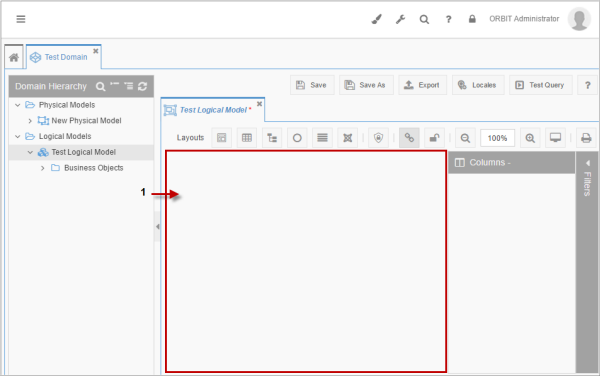 ORBIT Administrator
Test Domain
Domain Hierarchy
Save
Save As
Export
Locales
Test Query
?
Physical Models
New Physical Model
Logical Models
Test Logical Model
Business Objects
Test Logical Model *
Layouts
100%
Columns -
Filters
1